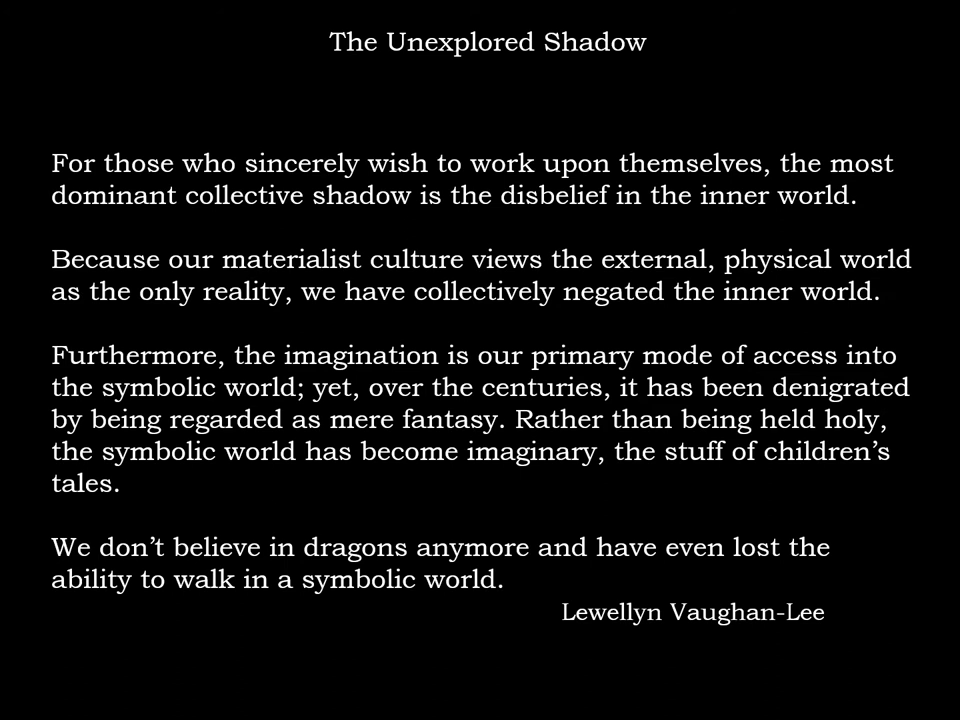 The Unexplored Shadow
For those who sincerely wish to work upon themselves, the most
dominant collective shadow is the disbelief in the inner world.
Because our materialist culture views the external, physical world
as the only reality, we have collectively negated the inner world.
Furthermore, the imagination is our primary mode of access into
the symbolic world; yet, over the centuries, it has been denigrated
by being regarded as mere fantasy. Rather than being held holy,
the symbolic world has become imaginary, the stuff of children’s
tales.
We don’t believe in dragons anymore and have even lost the
ability to walk in a symbolic world.
Lewellyn Vaughan-Lee